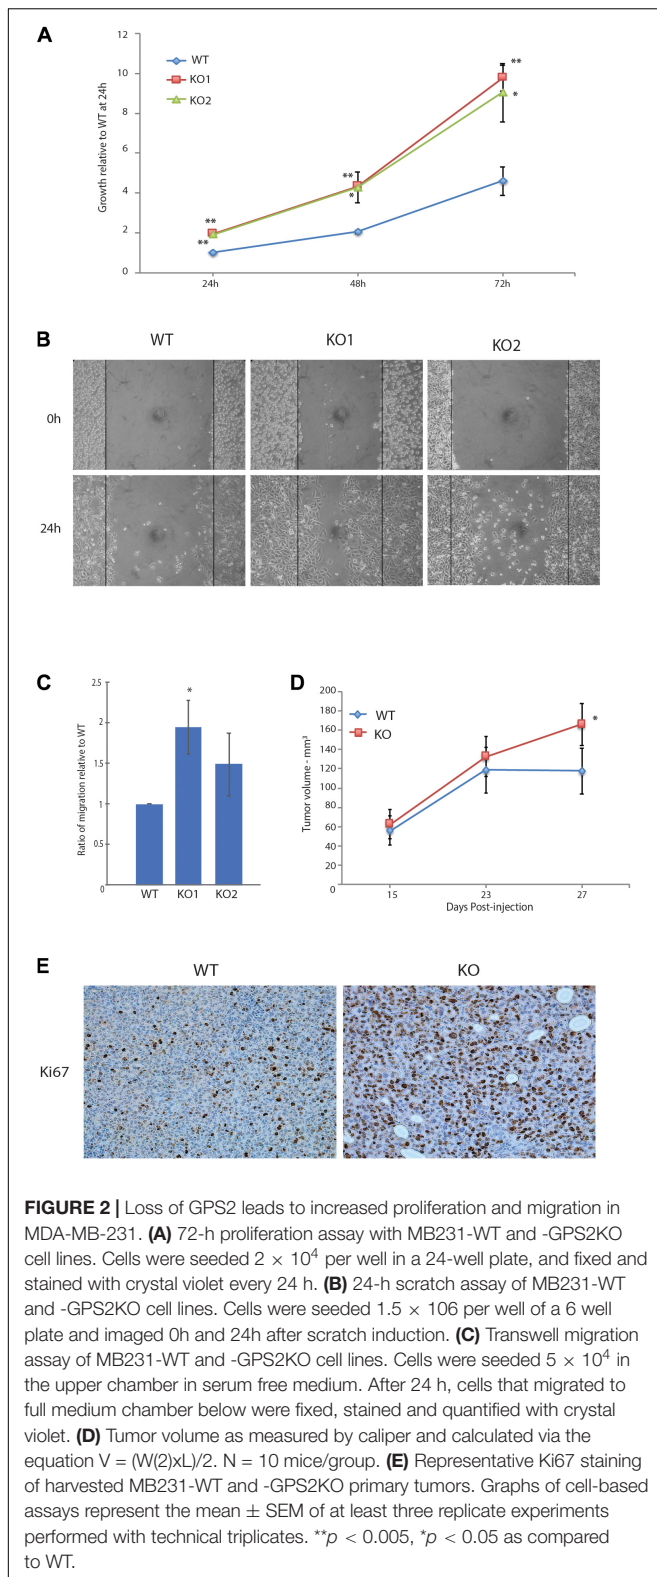 A
Growth relative to WT at 24h
12
10
8
6
4
2
0
WT
KO1
KO2
**
**
**
*
**
*
24h
48h
72h
B
WT
KO1
KO2
0h
24h
C
Ratio of migration relative to WT
2.5
2
1.5
1
0.5
0
*
WT
KO1
KO2
D
Tumor volume - mm³
200
180
160
140
120
100
80
60
40
20
0
WT
KO
*
15
23
27
Days Post-injection
E
WT
KO
Ki67
FIGURE 2 | Loss of GPS2 leads to increased proliferation and migration in
MDA-MB-231. (A) 72-h proliferation assay with MB231-WT and -GPS2KO
cell lines. Cells were seeded 2 × 10⁴ per well in a 24-well plate, and fixed and
stained with crystal violet every 24 h. (B) 24-h scratch assay of MB231-WT
and -GPS2KO cell lines. Cells were seeded 1.5 × 106 per well of a 6 well
plate and imaged 0h and 24h after scratch induction. (C) Transwell migration
assay of MB231-WT and -GPS2KO cell lines. Cells were seeded 5 × 10⁴ in
the upper chamber in serum free medium. After 24 h, cells that migrated to
full medium chamber below were fixed, stained and quantified with crystal
violet. (D) Tumor volume as measured by caliper and calculated via the
equation V = (W(2)xL)/2. N = 10 mice/group. (E) Representative Ki67 staining
of harvested MB231-WT and -GPS2KO primary tumors. Graphs of cell-based
assays represent the mean ± SEM of at least three replicate experiments
performed with technical triplicates. **p < 0.005, *p < 0.05 as compared
to WT.